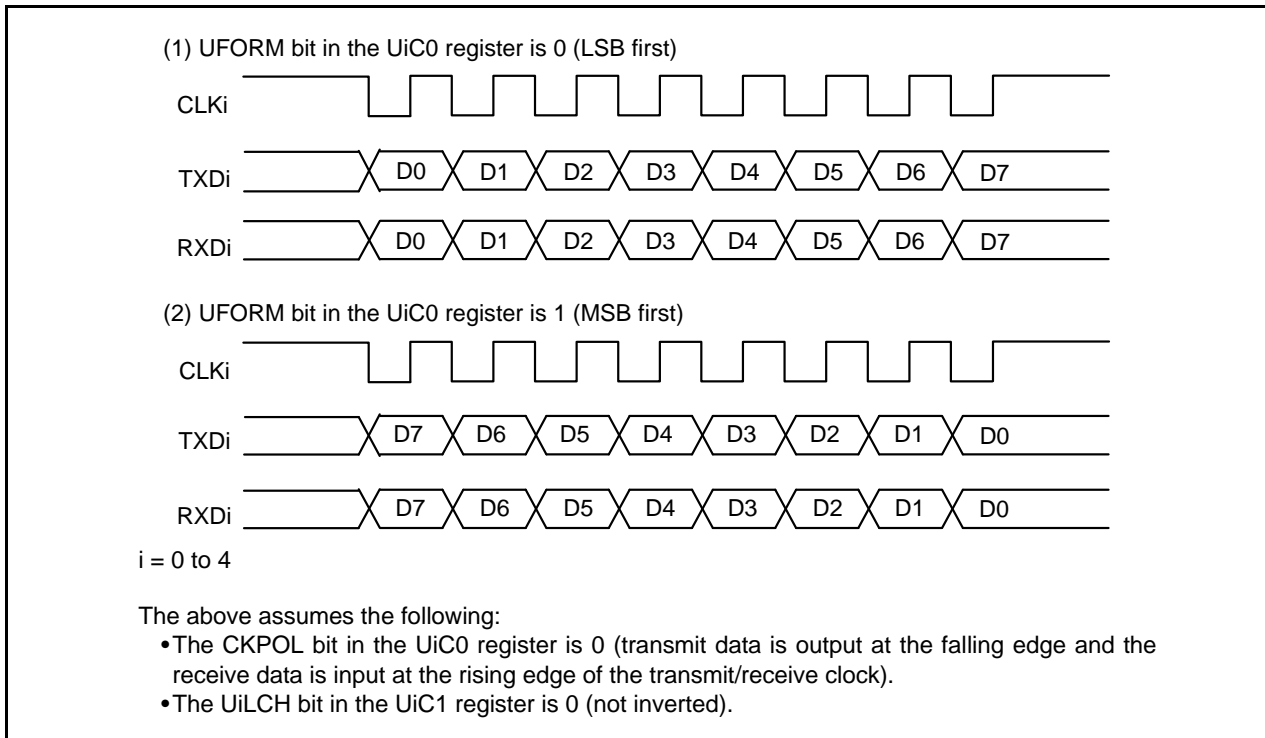 (1) UFORM bit in the UiC0 register is 0 (LSB first)
CLKi
TXDi D0 D1 D2 D3 D4 D5 D6 D7
RXDi D0 D1 D2 D3 D4 D5 D6 D7
(2) UFORM bit in the UiC0 register is 1 (MSB first)
CLKi
TXDi D7 D6 D5 D4 D3 D2 D1 D0
RXDi D7 D6 D5 D4 D3 D2 D1 D0
i = 0 to 4
The above assumes the following:
•The CKPOL bit in the UiC0 register is 0 (transmit data is output at the falling edge and the
receive data is input at the rising edge of the transmit/receive clock).
•The UiLCH bit in the UiC1 register is 0 (not inverted).